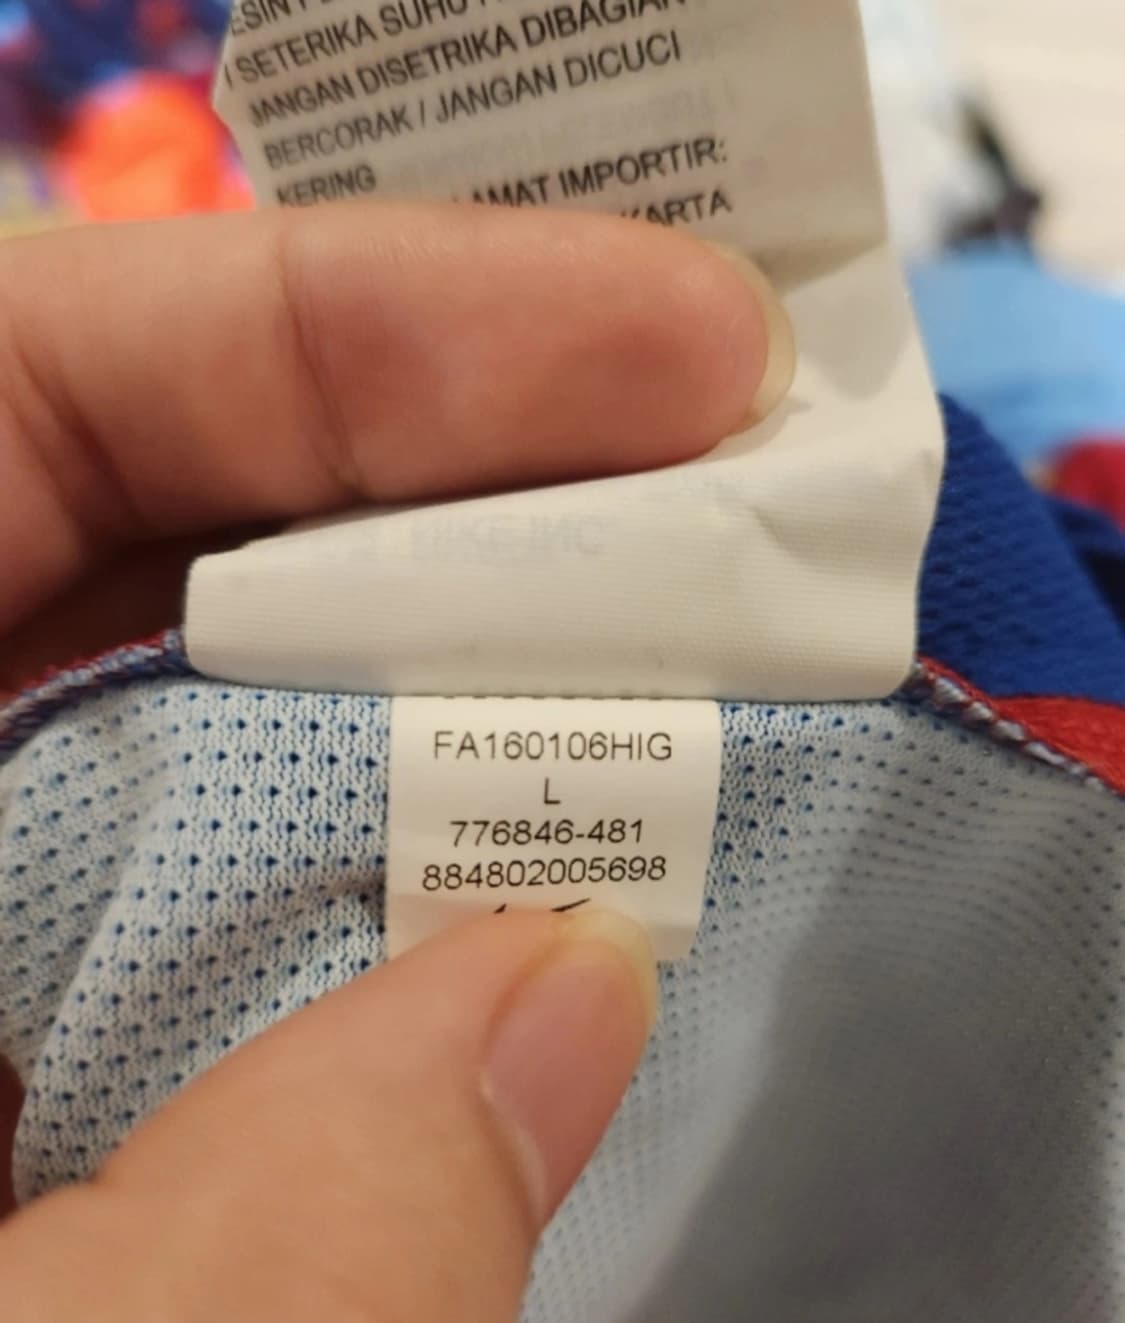 SETERIKA SUHU
JANGAN DISETRIKA DIBAGIAN
BERCORAK / JANGAN DICUCI
KERING
AMAT IMPORTIR:
KARTA
FA160106HIG
L
776846-481
884802005698